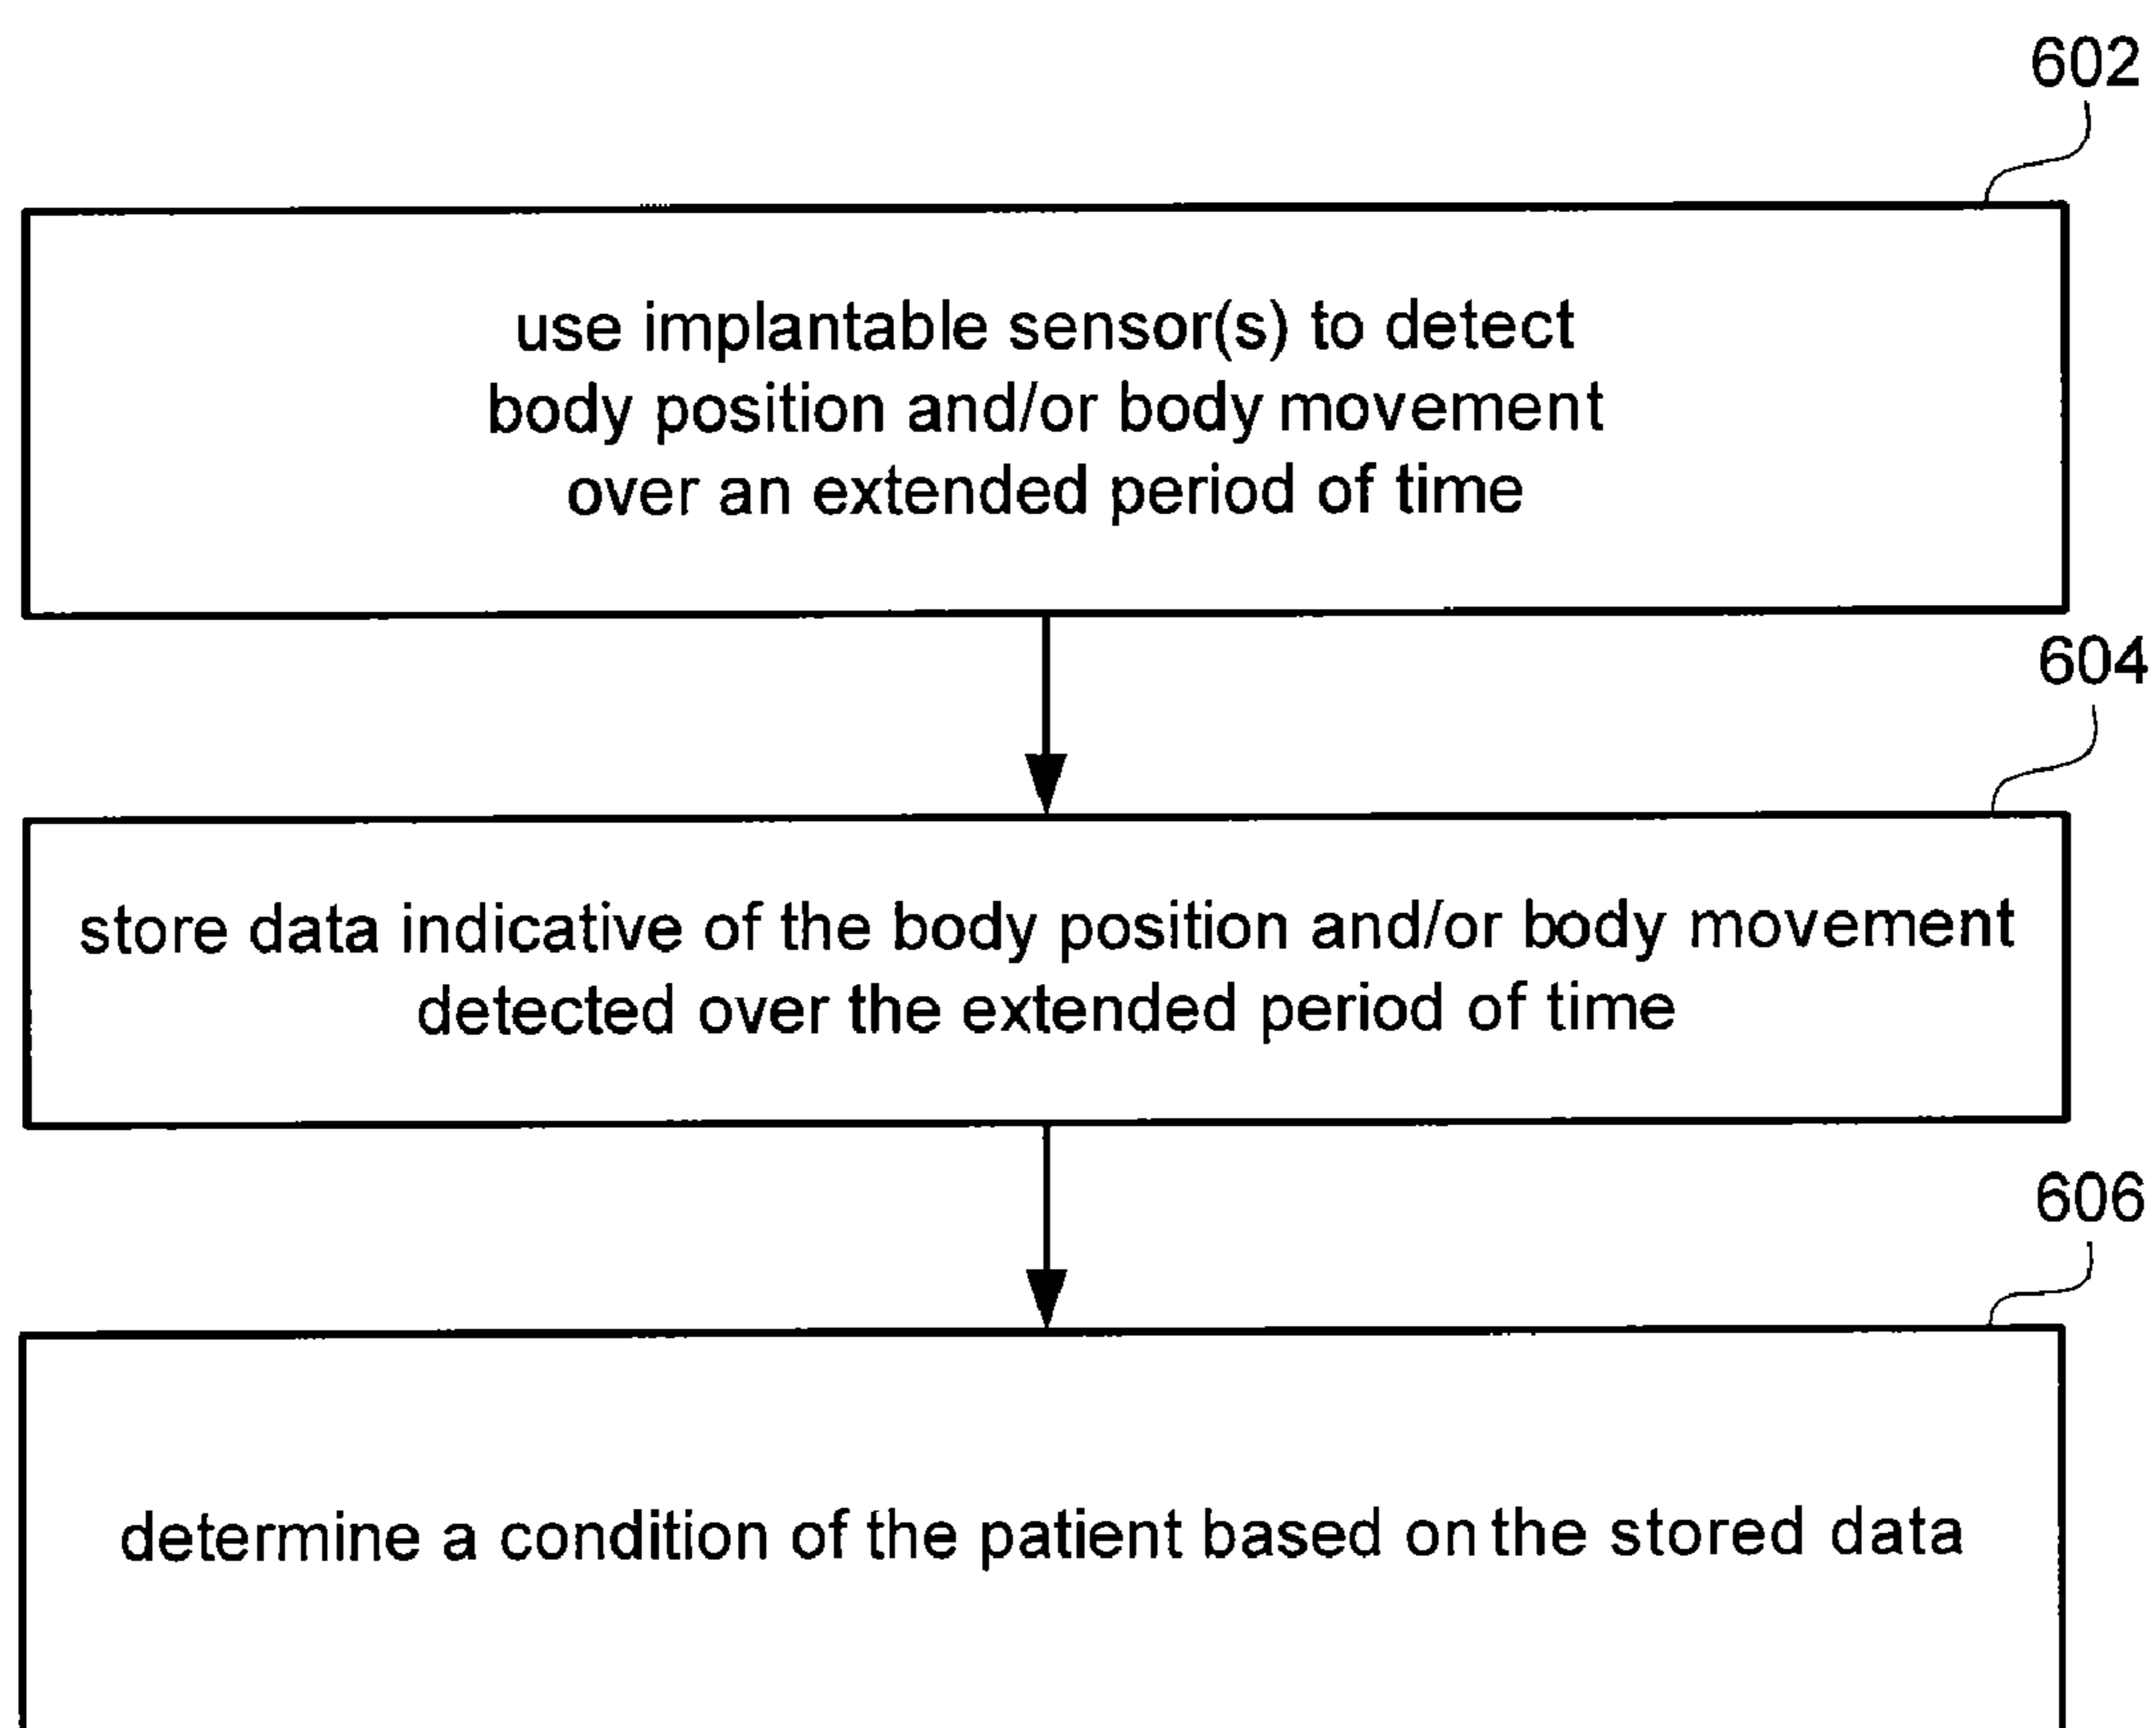 602
use implantable sensor(s) to detect
body position and/or body movement
over an extended period of time
604
store data indicative of the body position and/or body movement
detected over the extended period of time
606
determine a condition of the patient based on the stored data